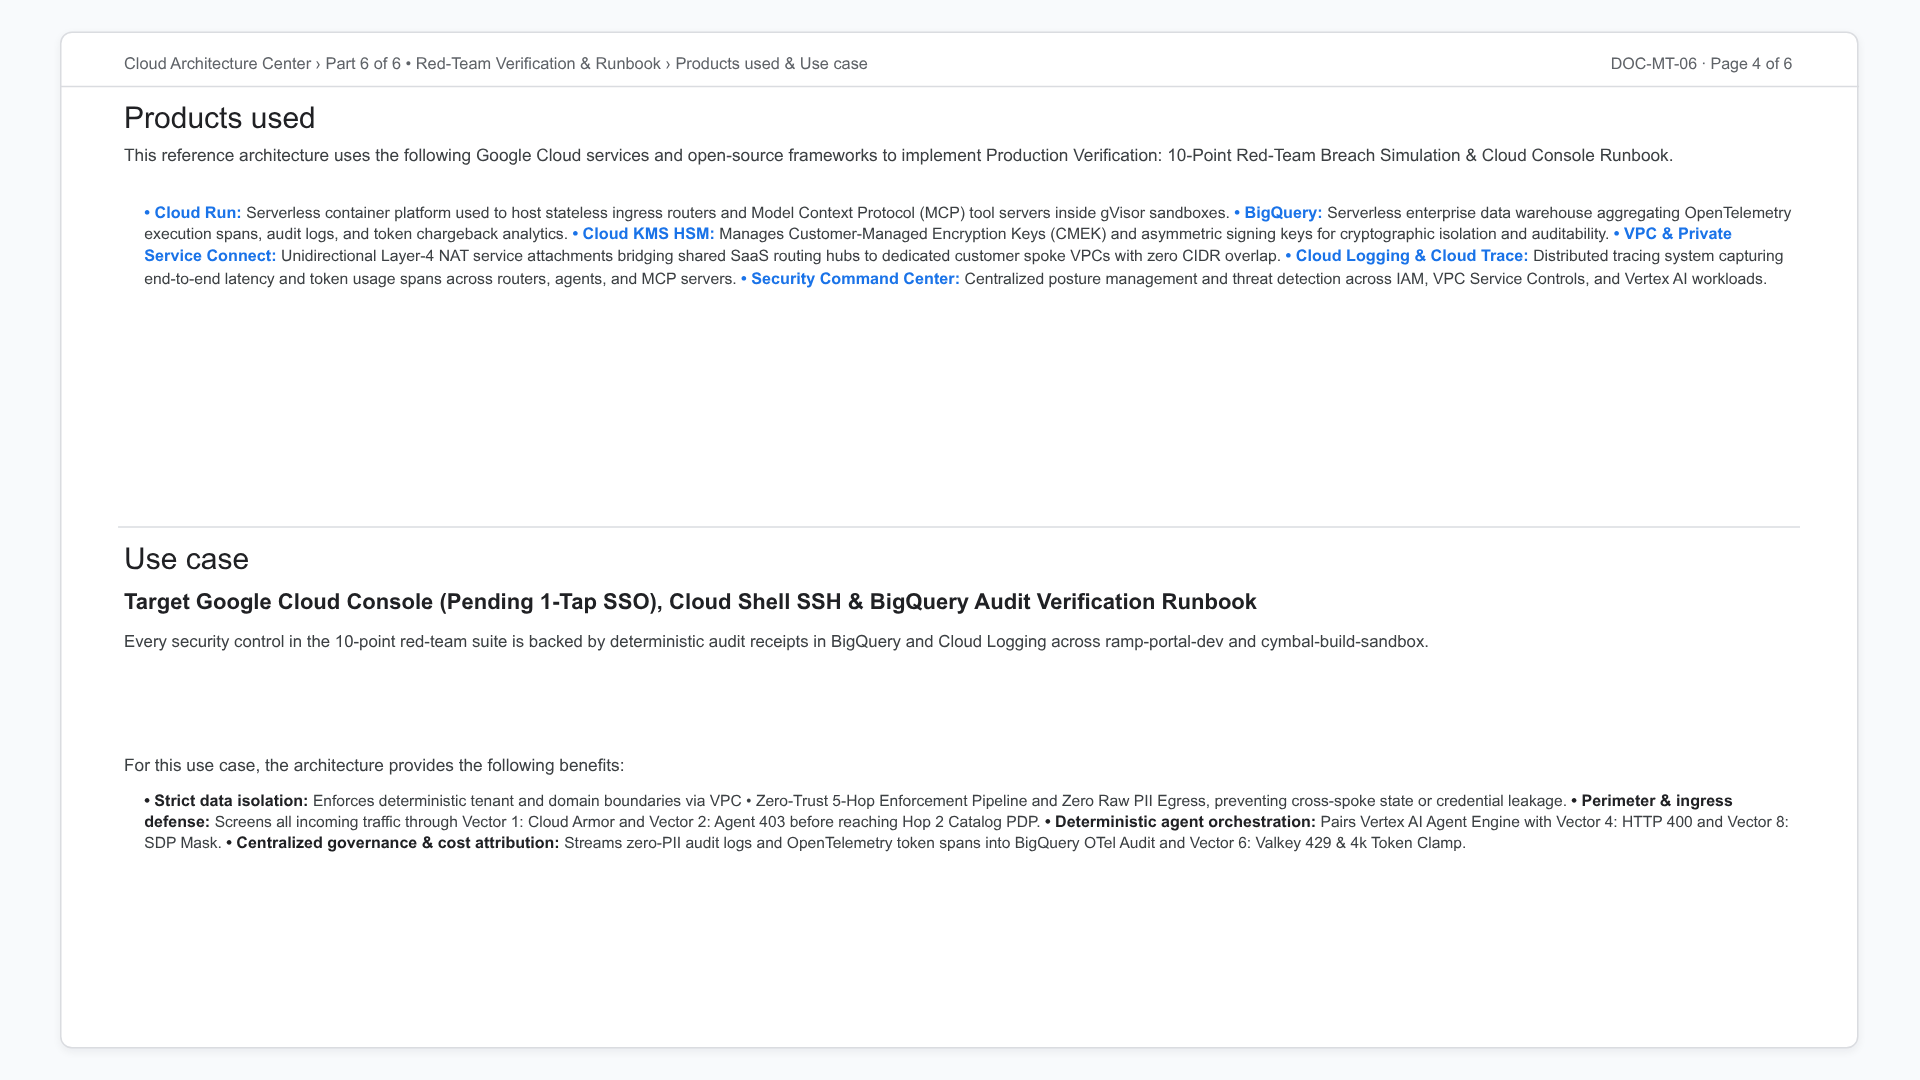 Cloud Architecture Center › Part 6 of 6 • Red-Team Verification & Runbook › Products used & Use case
DOC-MT-06 · Page 4 of 6
Products used
This reference architecture uses the following Google Cloud services and open-source frameworks to implement Production Verification: 10-Point Red-Team Breach Simulation & Cloud Console Runbook.
• Cloud Run: Serverless container platform used to host stateless ingress routers and Model Context Protocol (MCP) tool servers inside gVisor sandboxes. • BigQuery: Serverless enterprise data warehouse aggregating OpenTelemetry
execution spans, audit logs, and token chargeback analytics. • Cloud KMS HSM: Manages Customer-Managed Encryption Keys (CMEK) and asymmetric signing keys for cryptographic isolation and auditability. • VPC & Private
Service Connect: Unidirectional Layer-4 NAT service attachments bridging shared SaaS routing hubs to dedicated customer spoke VPCs with zero CIDR overlap. • Cloud Logging & Cloud Trace: Distributed tracing system capturing
end-to-end latency and token usage spans across routers, agents, and MCP servers. • Security Command Center: Centralized posture management and threat detection across IAM, VPC Service Controls, and Vertex AI workloads.
Use case
Target Google Cloud Console (Pending 1-Tap SSO), Cloud Shell SSH & BigQuery Audit Verification Runbook
Every security control in the 10-point red-team suite is backed by deterministic audit receipts in BigQuery and Cloud Logging across ramp-portal-dev and cymbal-build-sandbox.
For this use case, the architecture provides the following benefits:
• Strict data isolation: Enforces deterministic tenant and domain boundaries via VPC • Zero-Trust 5-Hop Enforcement Pipeline and Zero Raw PII Egress, preventing cross-spoke state or credential leakage. • Perimeter & ingress
defense: Screens all incoming traffic through Vector 1: Cloud Armor and Vector 2: Agent 403 before reaching Hop 2 Catalog PDP. • Deterministic agent orchestration: Pairs Vertex AI Agent Engine with Vector 4: HTTP 400 and Vector 8:
SDP Mask. • Centralized governance & cost attribution: Streams zero-PII audit logs and OpenTelemetry token spans into BigQuery OTel Audit and Vector 6: Valkey 429 & 4k Token Clamp.